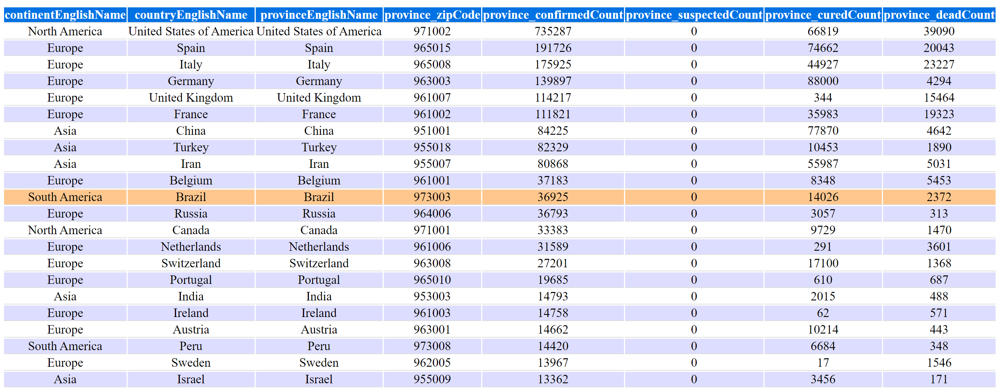 continentEnglishName countryEnglishName provinceEnglishName province_zipCode province_confirmedCount province_suspectedCount province_curedCount province_deadCount
North America United States of America United States of America 971002 735287 0 66819 39090
Europe Spain Spain 965015 191726 0 74662 20043
Europe Italy Italy 965008 175925 0 44927 23227
Europe Germany Germany 963003 139897 0 88000 4294
Europe United Kingdom United Kingdom 961007 114217 0 344 15464
Europe France France 961002 111821 0 35983 19323
Asia China China 951001 84225 0 77870 4642
Asia Turkey Turkey 955018 82329 0 10453 1890
Asia Iran Iran 955007 80868 0 55987 5031
Europe Belgium Belgium 961001 37183 0 8348 5453
South America Brazil Brazil 973003 36925 0 14026 2372
Europe Russia Russia 964006 36793 0 3057 313
North America Canada Canada 971001 33383 0 9729 1470
Europe Netherlands Netherlands 961006 31589 0 291 3601
Europe Switzerland Switzerland 963008 27201 0 17100 1368
Europe Portugal Portugal 965010 19685 0 610 687
Asia India India 953003 14793 0 2015 488
Europe Ireland Ireland 961003 14758 0 62 571
Europe Austria Austria 963001 14662 0 10214 443
South America Peru Peru 973008 14420 0 6684 348
Europe Sweden Sweden 962005 13967 0 17 1546
Asia Israel Israel 955009 13362 0 3456 171